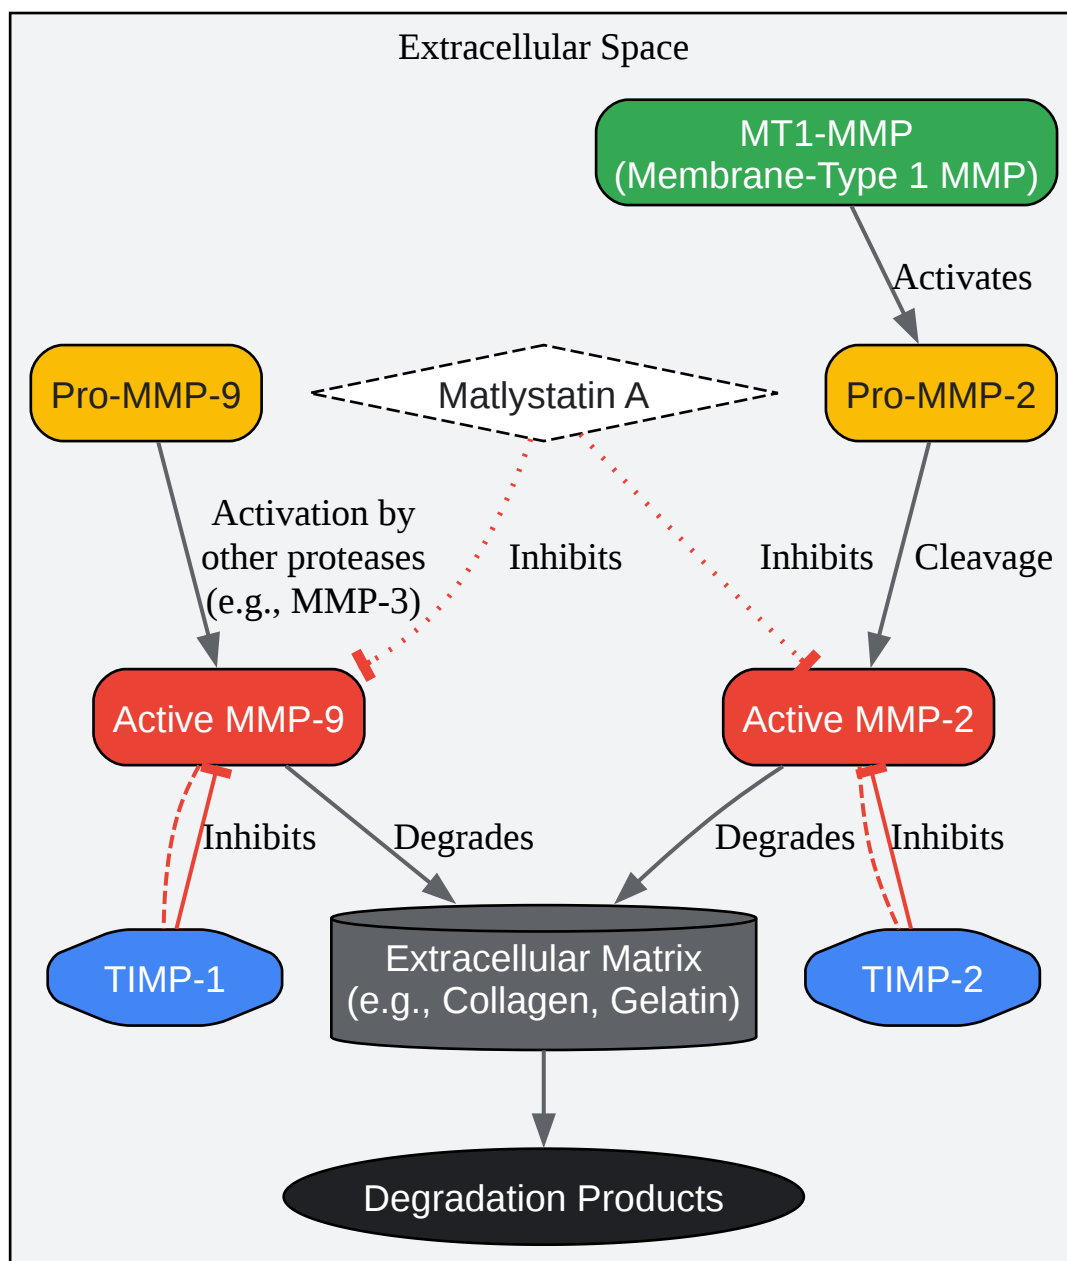 Extracellular Space
MT1-MMP
(Membrane-Type 1 MMP)
Activates
Pro-MMP-9
Matlystatin A
Pro-MMP-2
Activation by
other proteases
(e.g., MMP-3)
Inhibits
Inhibits
Cleavage
Active MMP-9
Active MMP-2
Inhibits
Degrades
Degrades
Inhibits
TIMP-1
Extracellular Matrix
(e.g., Collagen, Gelatin)
TIMP-2
Degradation Products